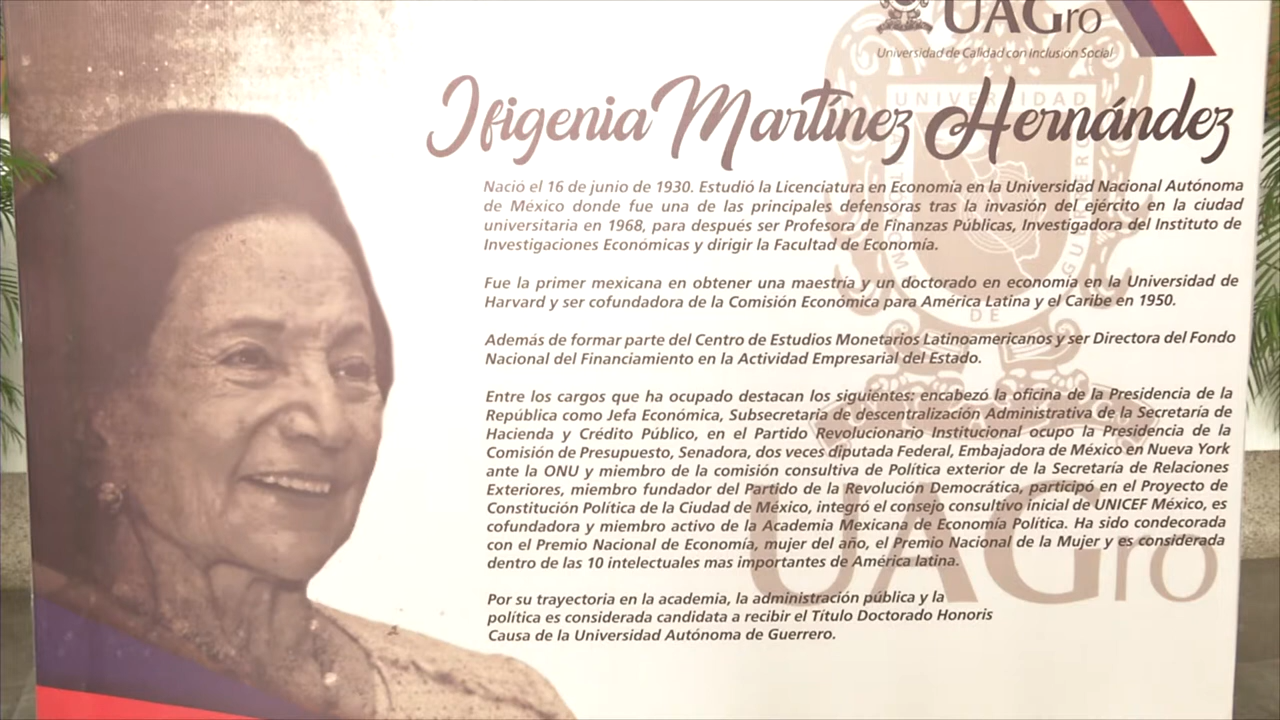 UAGro
Universidad de Calidad con Inclusión Social
Ifigenia Martínez Hernández
Nació el 16 de junio de 1930. Estudió la Licenciatura en Economía en la Universidad Nacional Autónoma
de México donde fue una de las principales defensoras tras la invasión del ejército en la ciudad
universitaria en 1968, para después ser Profesora de Finanzas Públicas, Investigadora del Instituto de
Investigaciones Económicas y dirigir la Facultad de Economía.
Fue la primer mexicana en obtener una maestría y un doctorado en economía en la Universidad de
Harvard y ser cofundadora de la Comisión Económica para América Latina y el Caribe en 1950.
Además de formar parte del Centro de Estudios Monetarios Latinoamericanos y ser Directora del Fondo
Nacional del Financiamiento en la Actividad Empresarial del Estado.
Entre los cargos que ha ocupado destacan los siguientes: encabezó la oficina de la Presidencia de la
República como Jefa Económica, Subsecretaria de descentralización Administrativa de la Secretaría de
Hacienda y Crédito Público, en el Partido Revolucionario Institucional ocupo la Presidencia de la
Comisión de Presupuesto, Senadora, dos veces diputada Federal, Embajadora de México en Nueva York
ante la ONU y miembro de la comisión consultiva de Política exterior de la Secretaría de Relaciones
Exteriores, miembro fundador del Partido de la Revolución Democrática, participó en el Proyecto de
Constitución Política de la Ciudad de México, integró el consejo consultivo inicial de UNICEF México, es
cofundadora y miembro activo de la Academia Mexicana de Economía Política. Ha sido condecorada
con el Premio Nacional de Economía, mujer del año, el Premio Nacional de la Mujer y es considerada
dentro de las 10 intelectuales mas importantes de América latina.
Por su trayectoria en la academia, la administración pública y la
política es considerada candidata a recibir el Título Doctorado Honoris
Causa de la Universidad Autónoma de Guerrero.
UNIVERSIDAD
DE
GUERRERO
UAGro